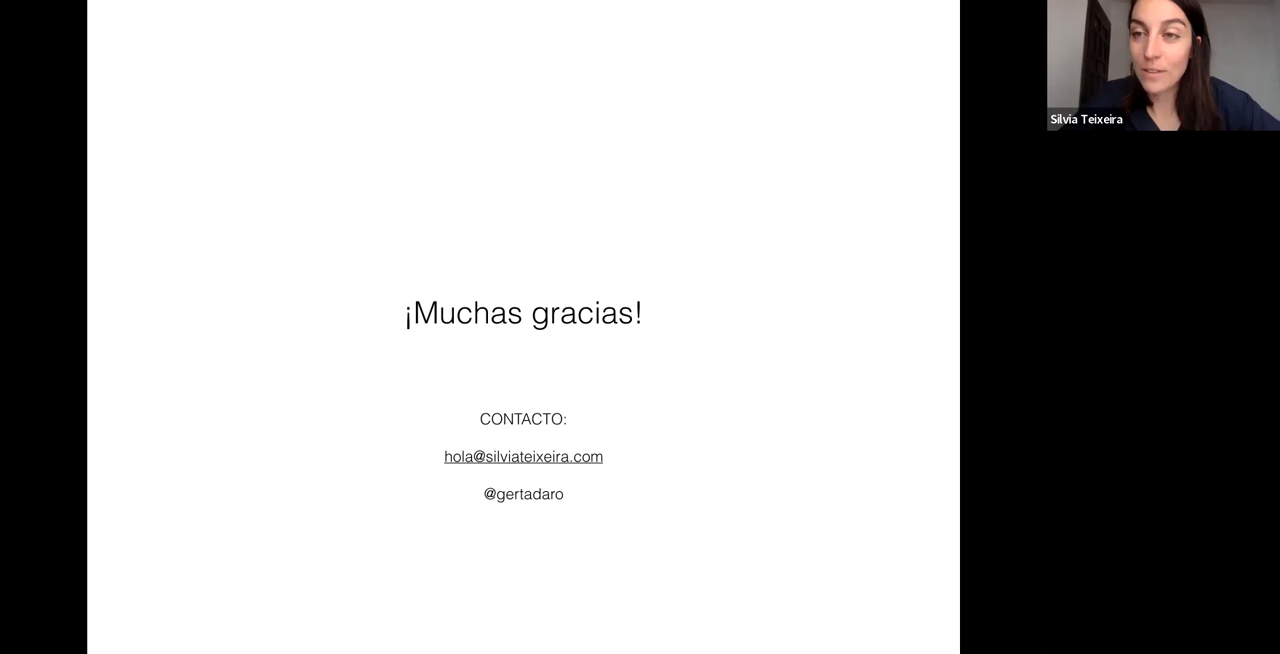 Silvia Teixeira
¡Muchas gracias!
CONTACTO:
hola@silviateixeira.com
@gertadaro